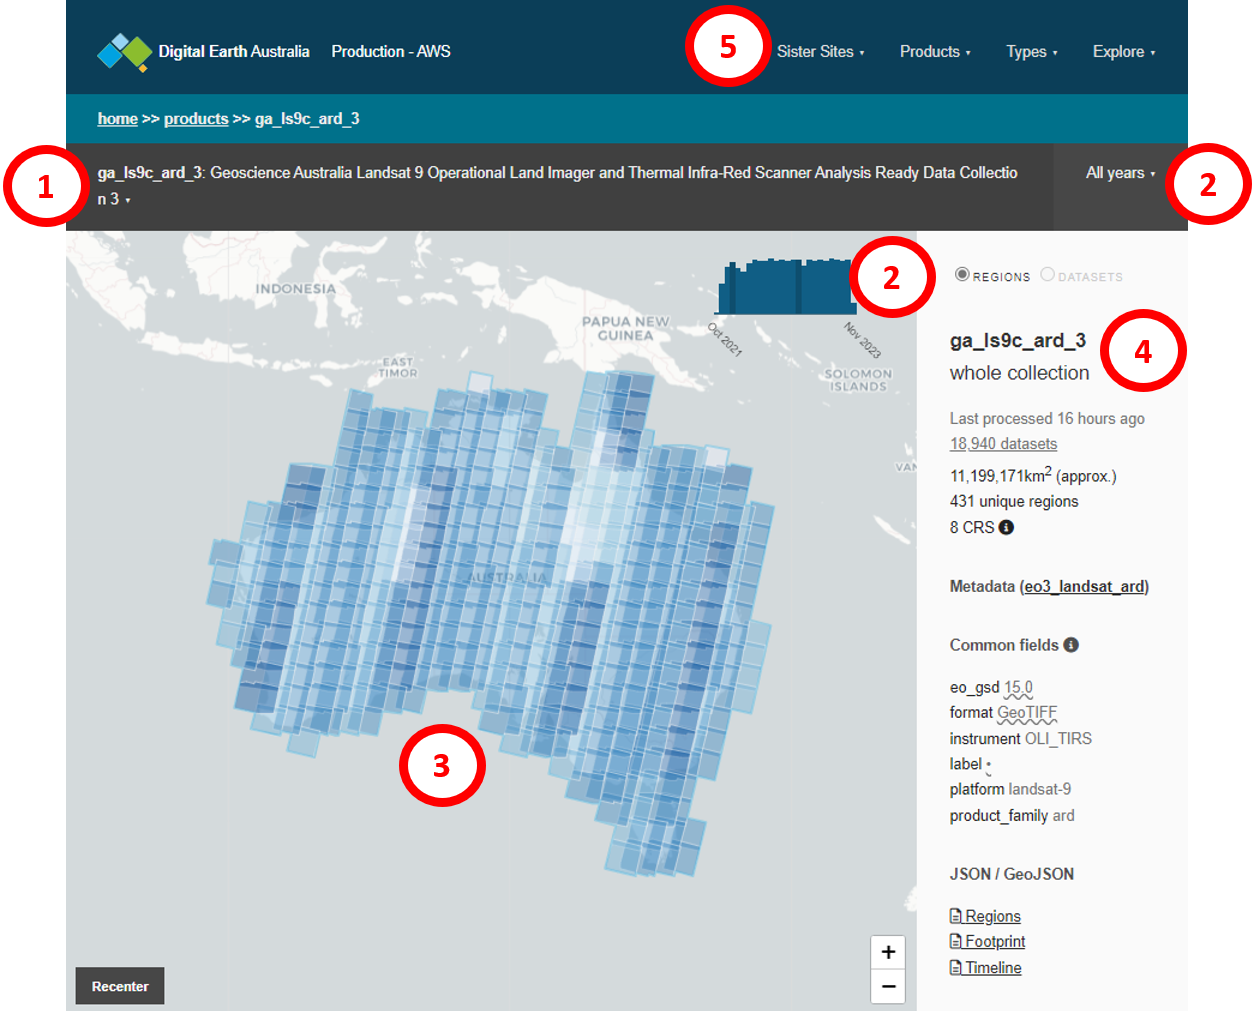 5
Digital Earth Australia Production - AWS Sister Sites Products Types Explore
home >> products >> ga_ls9c_ard_3
1
ga_ls9c_ard_3: Geoscience Australia Landsat 9 Operational Land Imager and Thermal Infra-Red Scanner Analysis Ready Data Collectio
n 3
All years
2
INDONESIA
PAPUA NEW
GUINEA
EAST
TIMOR
SOLOMON
ISLANDS
VAN
AUSTRALIA
Oct 2021
Nov 2023
2
3
Recenter
+
−
REGIONS DATASETS
ga_ls9c_ard_3
whole collection
4
Last processed 16 hours ago
18,940 datasets
11,199,171km² (approx.)
431 unique regions
8 CRS i
Metadata (eo3_landsat_ard)
Common fields i
eo_gsd 15.0
format GeoTIFF
instrument OLI_TIRS
label •
platform landsat-9
product_family ard
JSON / GeoJSON
Regions
Footprint
Timeline